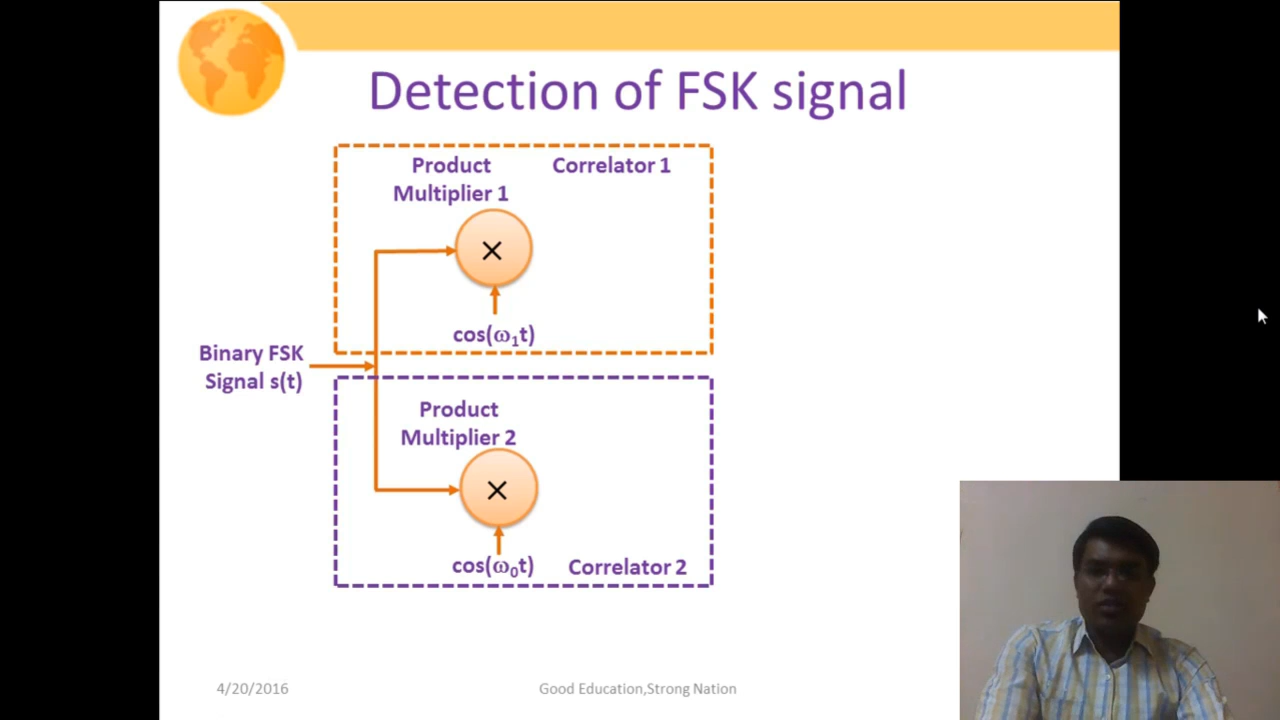 Detection of FSK signal
Product
Multiplier 1
Correlator 1
×
cos(ω₁t)
Binary FSK
Signal s(t)
Product
Multiplier 2
×
cos(ω₀t)
Correlator 2
4/20/2016
Good Education,Strong Nation